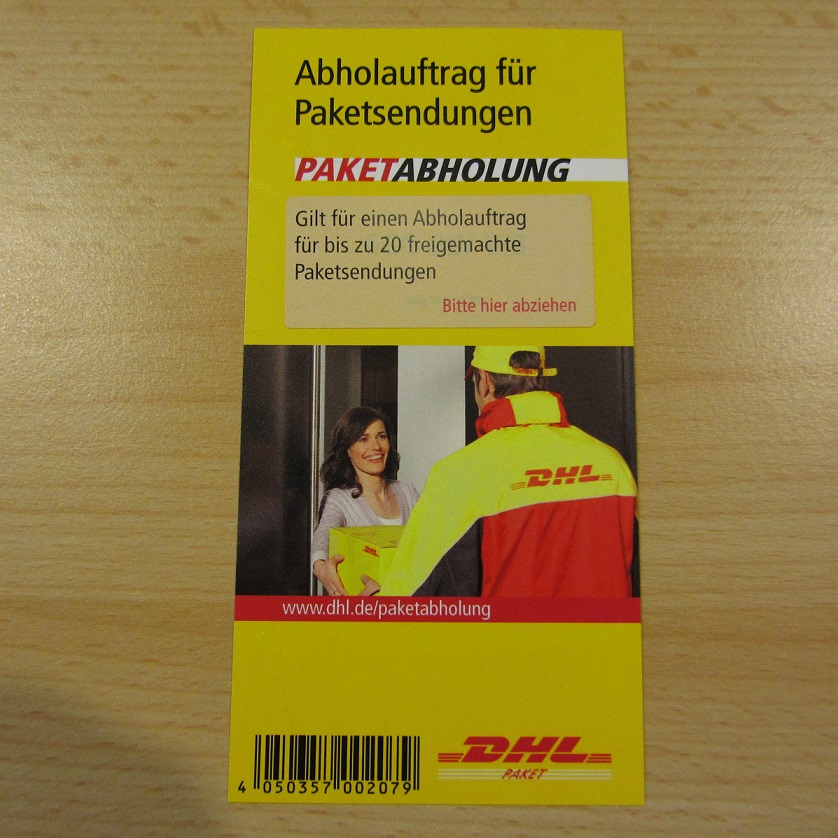 Abholauftrag für
Paketsendungen
PAKETABHOLUNG
Gilt für einen Abholauftrag
für bis zu 20 freigemachte
Paketsendungen
Bitte hier abziehen
DHL
DHL
www.dhl.de/paketabholung
4 050357 002079
DHL
PAKET